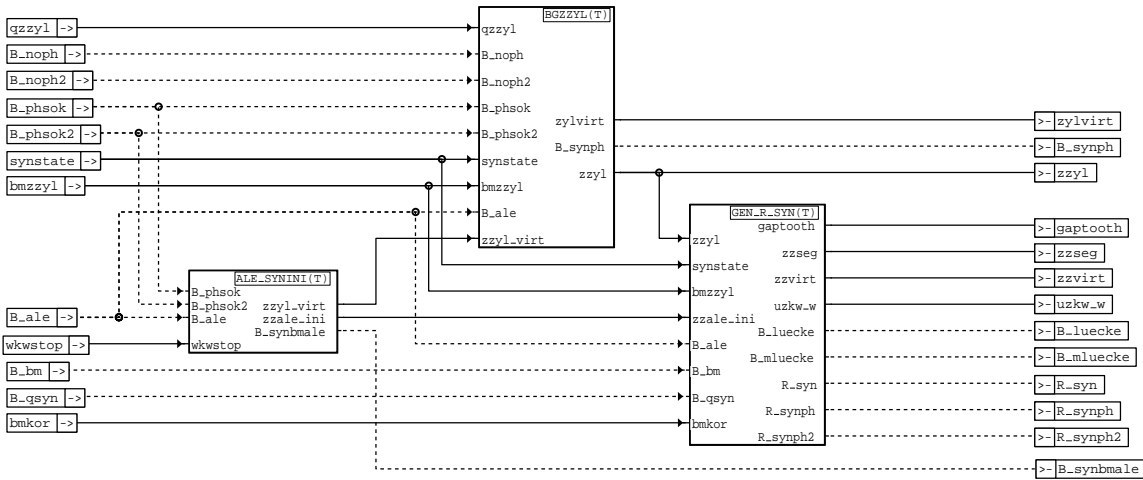 qzzyl ->
B_noph ->
B_noph2 ->
B_phsok ->
B_phsok2 ->
synstate ->
bmzzyl ->
B_ale ->
wkwstop ->
B_bm ->
B_qsyn ->
bmkor ->
BGZZYL(T)
qzzyl
B_noph
B_noph2
B_phsok
B_phsok2
synstate
bmzzyl
B_ale
zzyl_virt
zylvirt
B_synph
zzyl
ALE_SYNINI(T)
B_phsok
B_phsok2
B_ale
wkwstop
zzyl_virt
zzale_ini
B_synbmale
GEN_R_SYN(T)
zzyl
synstate
bmzzyl
zzale_ini
B_ale
B_bm
B_qsyn
bmkor
gaptooth
zzseg
zzvirt
uzkw_w
B_luecke
B_mluecke
R_syn
R_synph
R_synph2
>- zylvirt
>- B_synph
>- zzyl
>- gaptooth
>- zzseg
>- zzvirt
>- uzkw_w
>- B_luecke
>- B_mluecke
>- R_syn
>- R_synph
>- R_synph2
>- B_synbmale